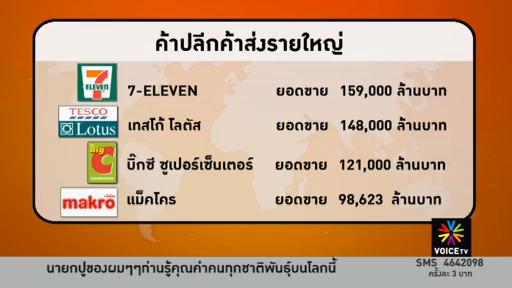 ค้าปลีกค้าส่งรายใหญ่
7 ELEVEN
7-ELEVEN ยอดขาย 159,000 ล้านบาท
TESCO
Lotus
เทสโก้ โลตัส ยอดขาย 148,000 ล้านบาท
Big C
บิ๊กซี ซูเปอร์เซ็นเตอร์ ยอดขาย 121,000 ล้านบาท
makro
แม็คโคร ยอดขาย 98,623 ล้านบาท
VOICE TV
นายกปูของผมๆๆท่านรู้คุณค่าคนทุกชาติพันธุ์บนโลกนี้
SMS 4642098
ครั้งละ 3 บาท